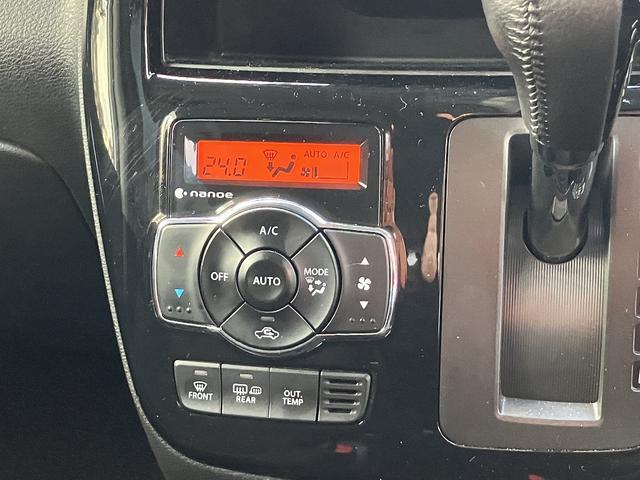 24.0 AUTO A/C
nanoe
A/C
OFF AUTO MODE
FRONT REAR OUT. TEMP